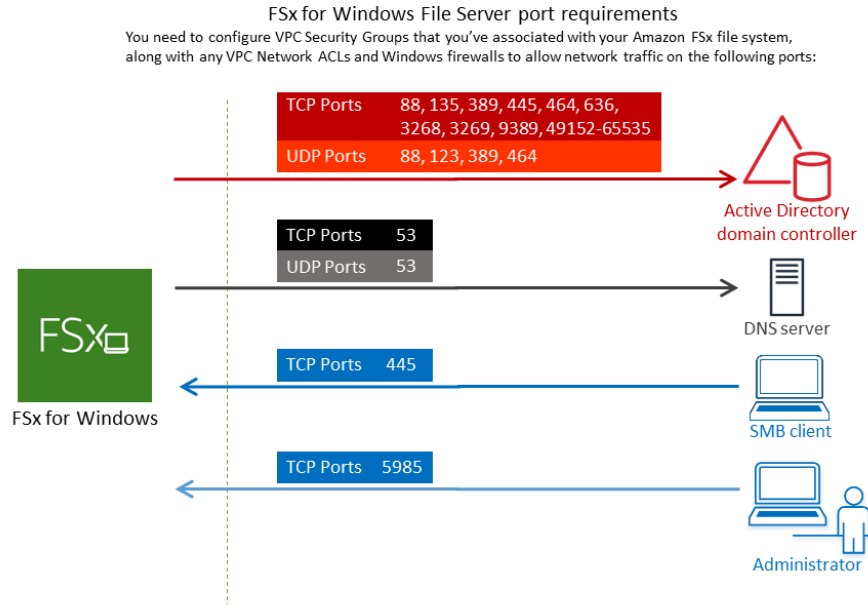 FSx for Windows File Server port requirements
You need to configure VPC Security Groups that you've associated with your Amazon FSx file system,
along with any VPC Network ACLs and Windows firewalls to allow network traffic on the following ports:
TCP Ports 88, 135, 389, 445, 464, 636,
3268, 3269, 9389, 49152-65535
UDP Ports 88, 123, 389, 464
Active Directory
domain controller
TCP Ports 53
UDP Ports 53
DNS server
FSx
FSx for Windows
TCP Ports 445
SMB client
TCP Ports 5985
Administrator